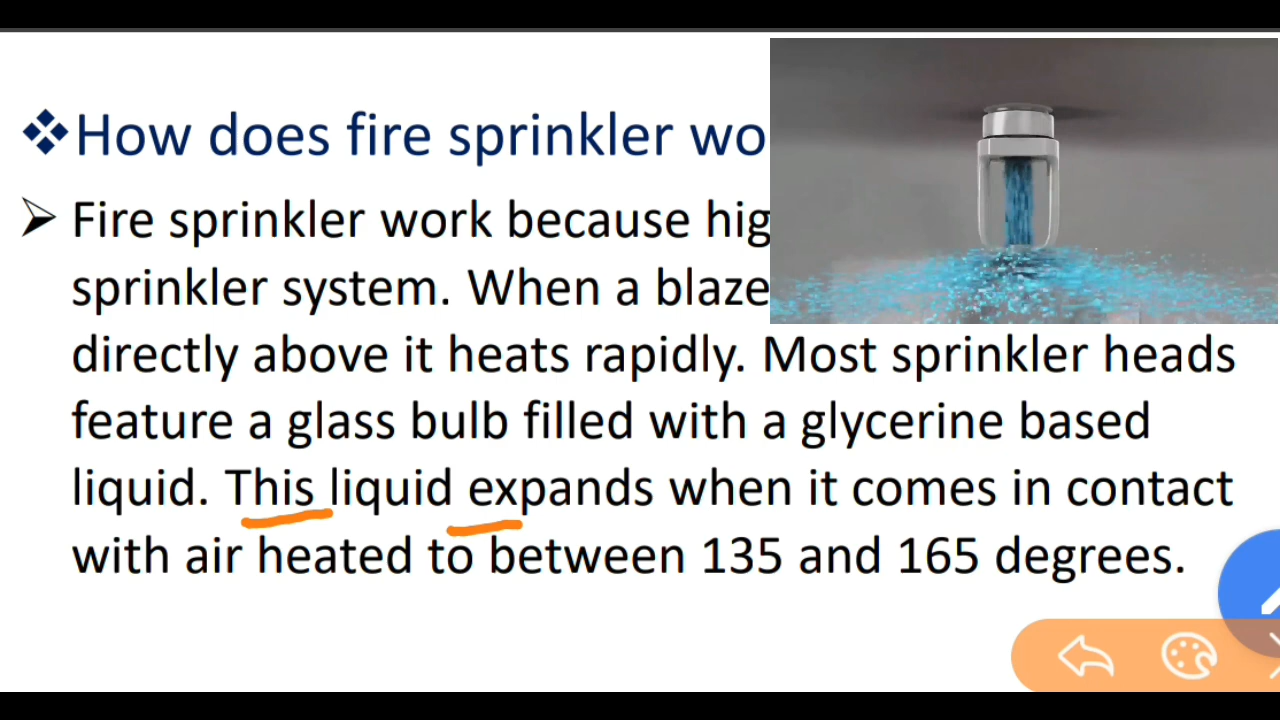 How does fire sprinkler wo
Fire sprinkler work because hig
sprinkler system. When a blaze
directly above it heats rapidly. Most sprinkler heads
feature a glass bulb filled with a glycerine based
liquid. This liquid expands when it comes in contact
with air heated to between 135 and 165 degrees.